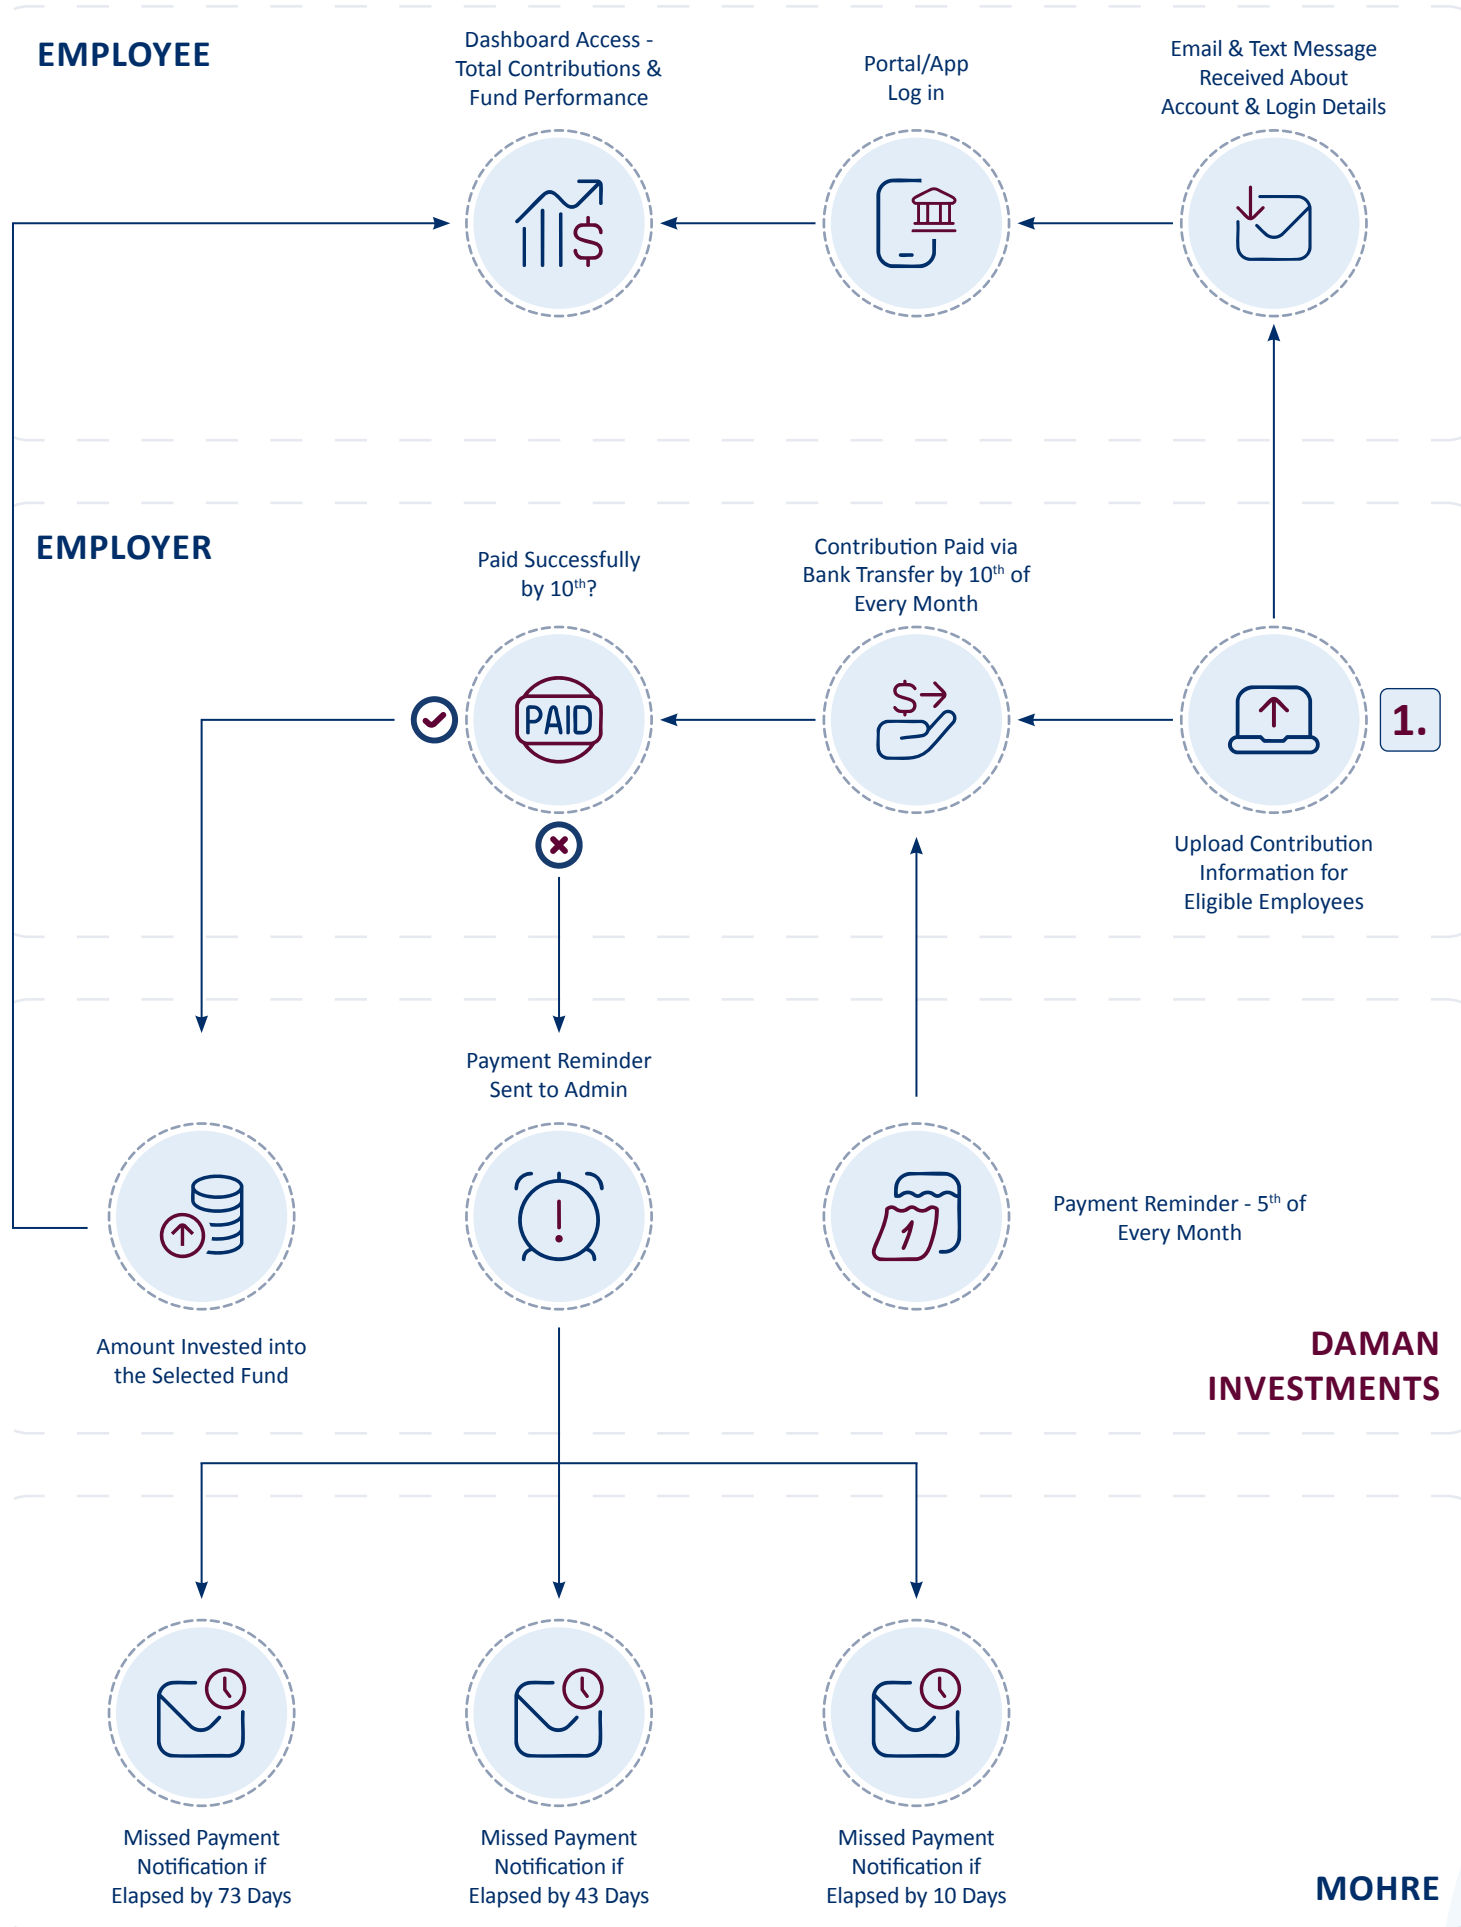 EMPLOYEE
Dashboard Access -
Total Contributions &
Fund Performance
Portal/App
Log in
Email & Text Message
Received About
Account & Login Details
EMPLOYER
Paid Successfully
by 10th?
Contribution Paid via
Bank Transfer by 10th of
Every Month
PAID
1.
Upload Contribution
Information for
Eligible Employees
Payment Reminder
Sent to Admin
1
Payment Reminder - 5th of
Every Month
Amount Invested into
the Selected Fund
DAMAN
INVESTMENTS
Missed Payment
Notification if
Elapsed by 73 Days
Missed Payment
Notification if
Elapsed by 43 Days
Missed Payment
Notification if
Elapsed by 10 Days
MOHRE